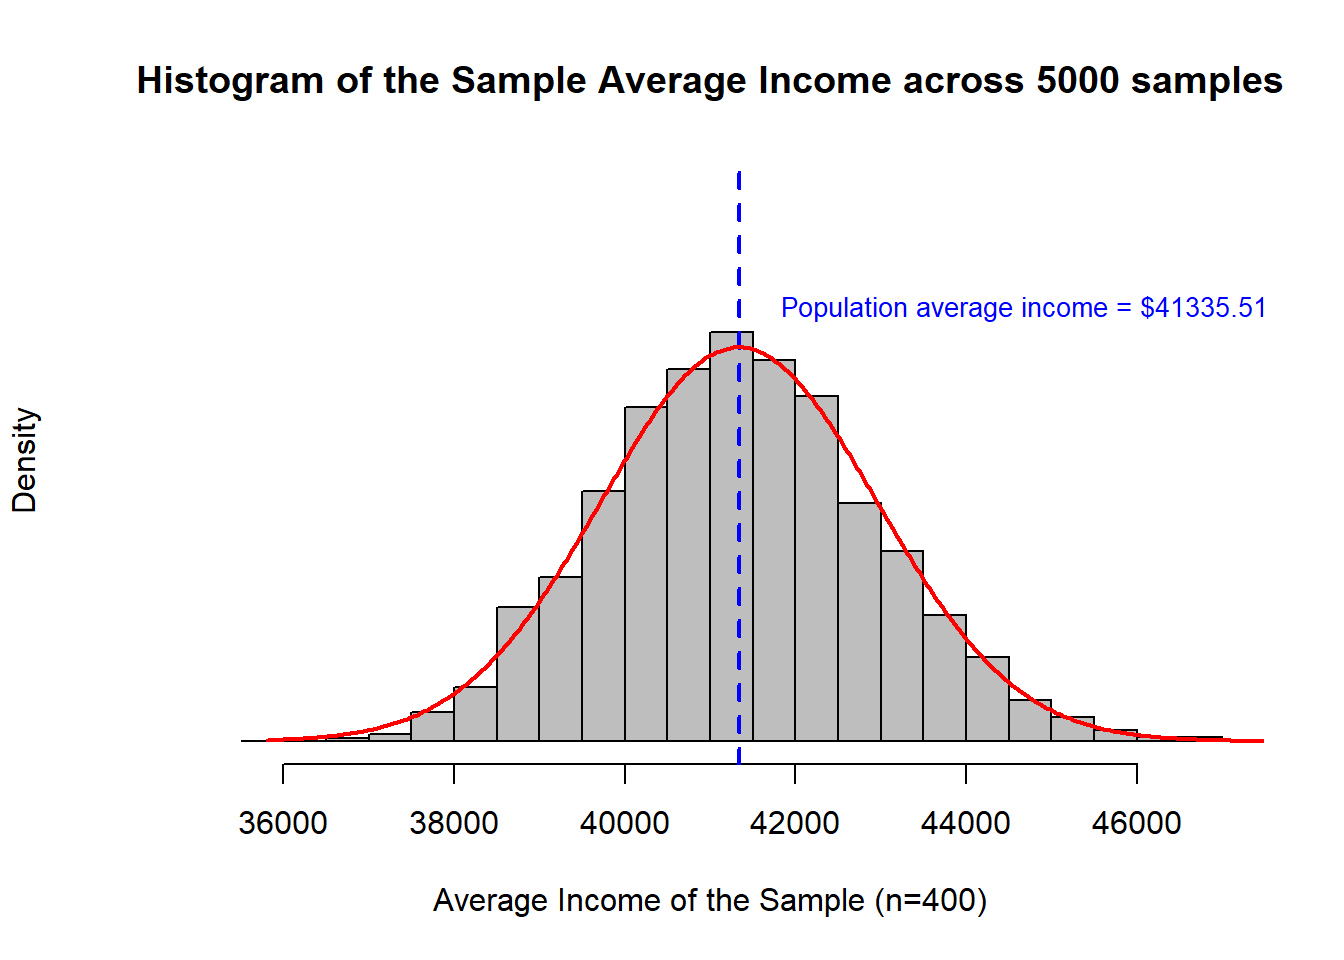 Histogram of the Sample Average Income across 5000 samples
Population average income = $41335.51
Density
36000 38000 40000 42000 44000 46000
Average Income of the Sample (n=400)